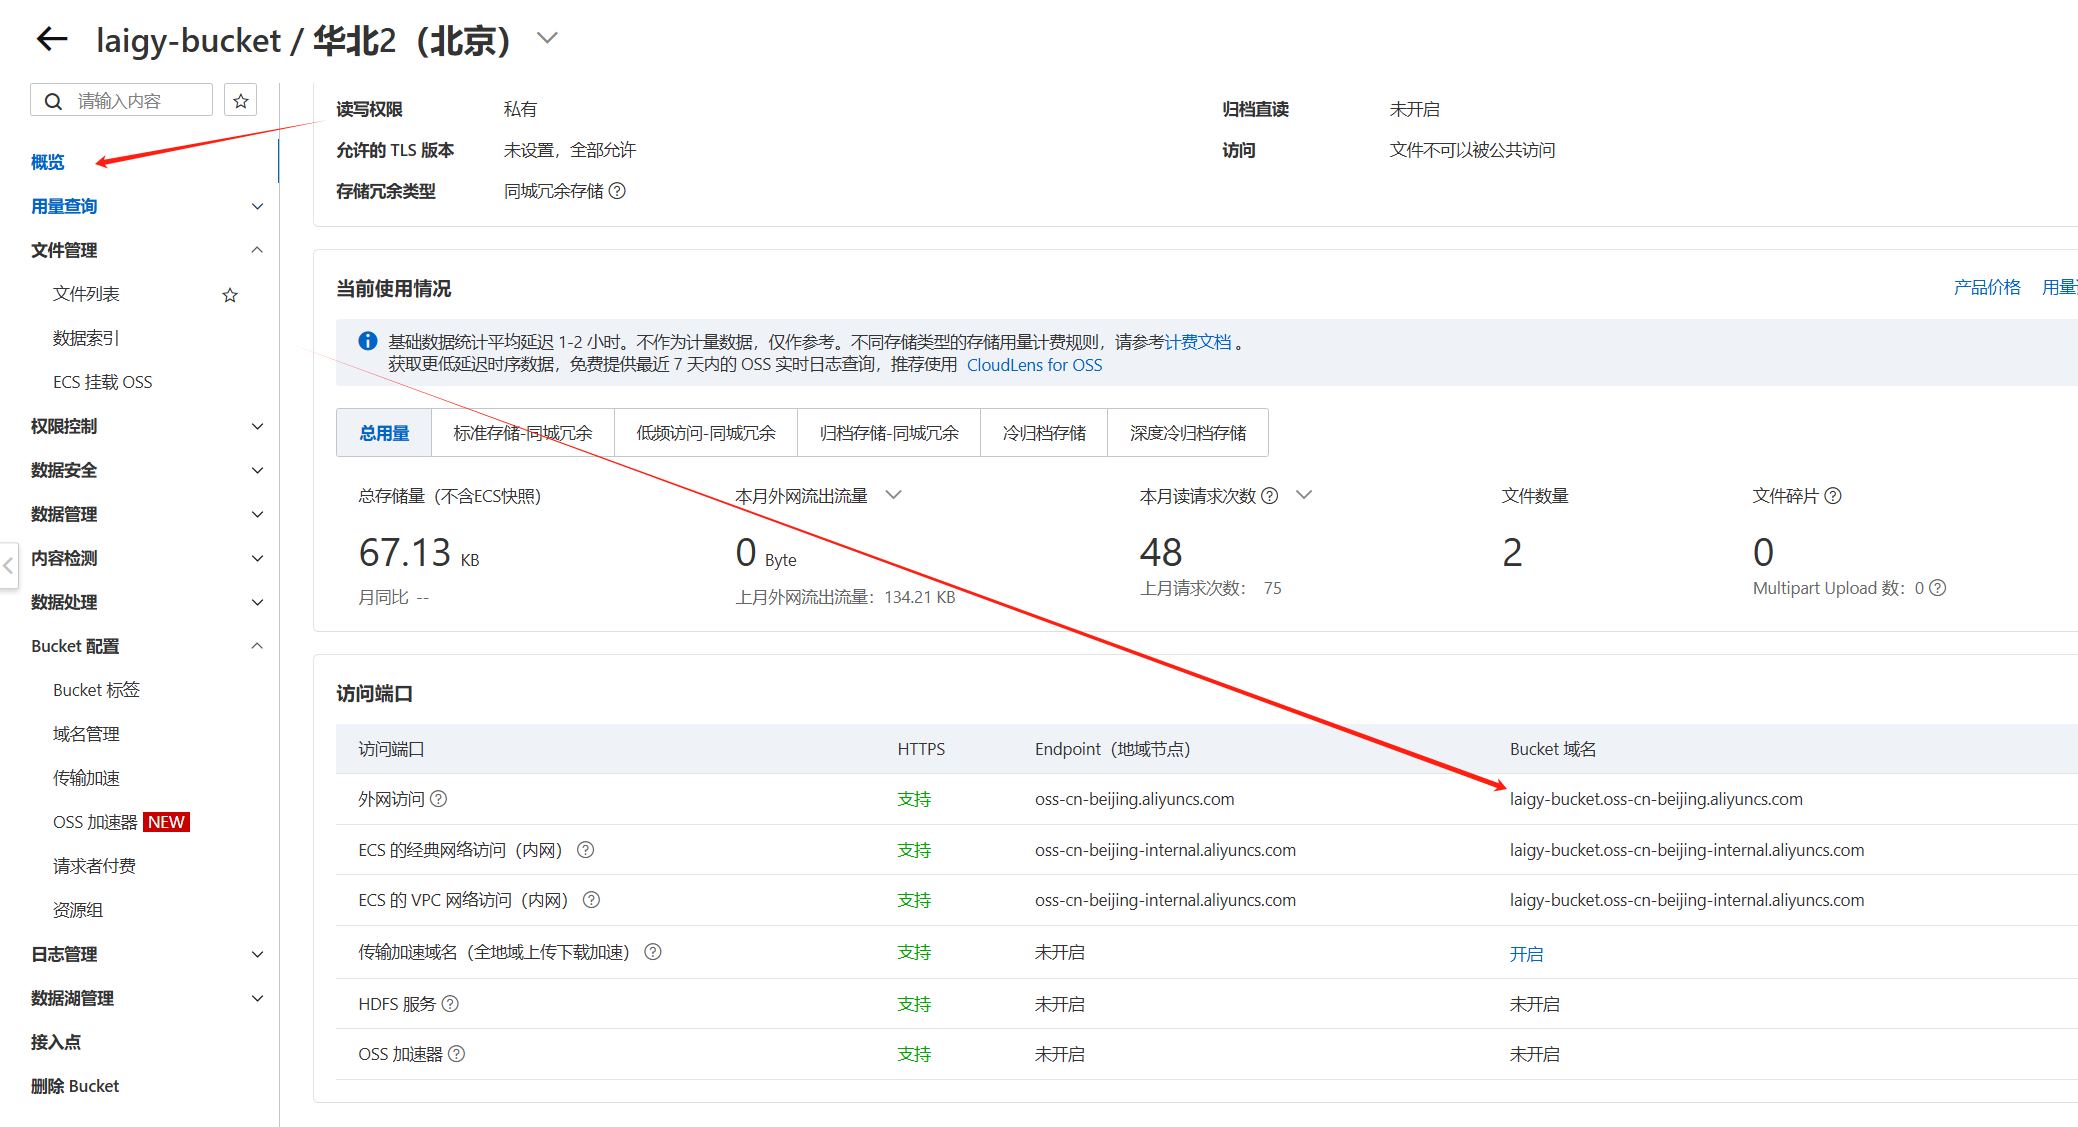 laigy-bucket / 华北2（北京）
请输入内容
概览
用量查询
文件管理
文件列表
数据索引
ECS 挂载 OSS
权限控制
数据安全
数据管理
内容检测
数据处理
Bucket 配置
Bucket 标签
域名管理
传输加速
OSS 加速器 NEW
请求者付费
资源组
日志管理
数据湖管理
接入点
删除 Bucket
读写权限 私有 归档直读 未开启
允许的 TLS 版本 未设置，全部允许 访问 文件不可以被公共访问
存储冗余类型 同城冗余存储
当前使用情况 产品价格 用量
基础数据统计平均延迟 1-2 小时。不作为计量数据，仅作参考。不同存储类型的存储用量计费规则，请参考计费文档 。
获取更低延迟时序数据，免费提供最近 7 天内的 OSS 实时日志查询，推荐使用 CloudLens for OSS
总用量 标准存储-同城冗余 低频访问-同城冗余 归档存储-同城冗余 冷归档存储 深度冷归档存储
总存储量（不含ECS快照） 本月外网流出流量 本月读请求次数 文件数量 文件碎片
67.13 KB 0 Byte 48 2 0
月同比 -- 上月外网流出流量：134.21 KB 上月请求次数： 75 Multipart Upload 数：0
访问端口
访问端口 HTTPS Endpoint（地域节点） Bucket 域名
外网访问 支持 oss-cn-beijing.aliyuncs.com laigy-bucket.oss-cn-beijing.aliyuncs.com
ECS 的经典网络访问（内网） 支持 oss-cn-beijing-internal.aliyuncs.com laigy-bucket.oss-cn-beijing-internal.aliyuncs.com
ECS 的 VPC 网络访问（内网） 支持 oss-cn-beijing-internal.aliyuncs.com laigy-bucket.oss-cn-beijing-internal.aliyuncs.com
传输加速域名（全地域上传下载加速） 支持 未开启 开启
HDFS 服务 支持 未开启 未开启
OSS 加速器 支持 未开启 未开启